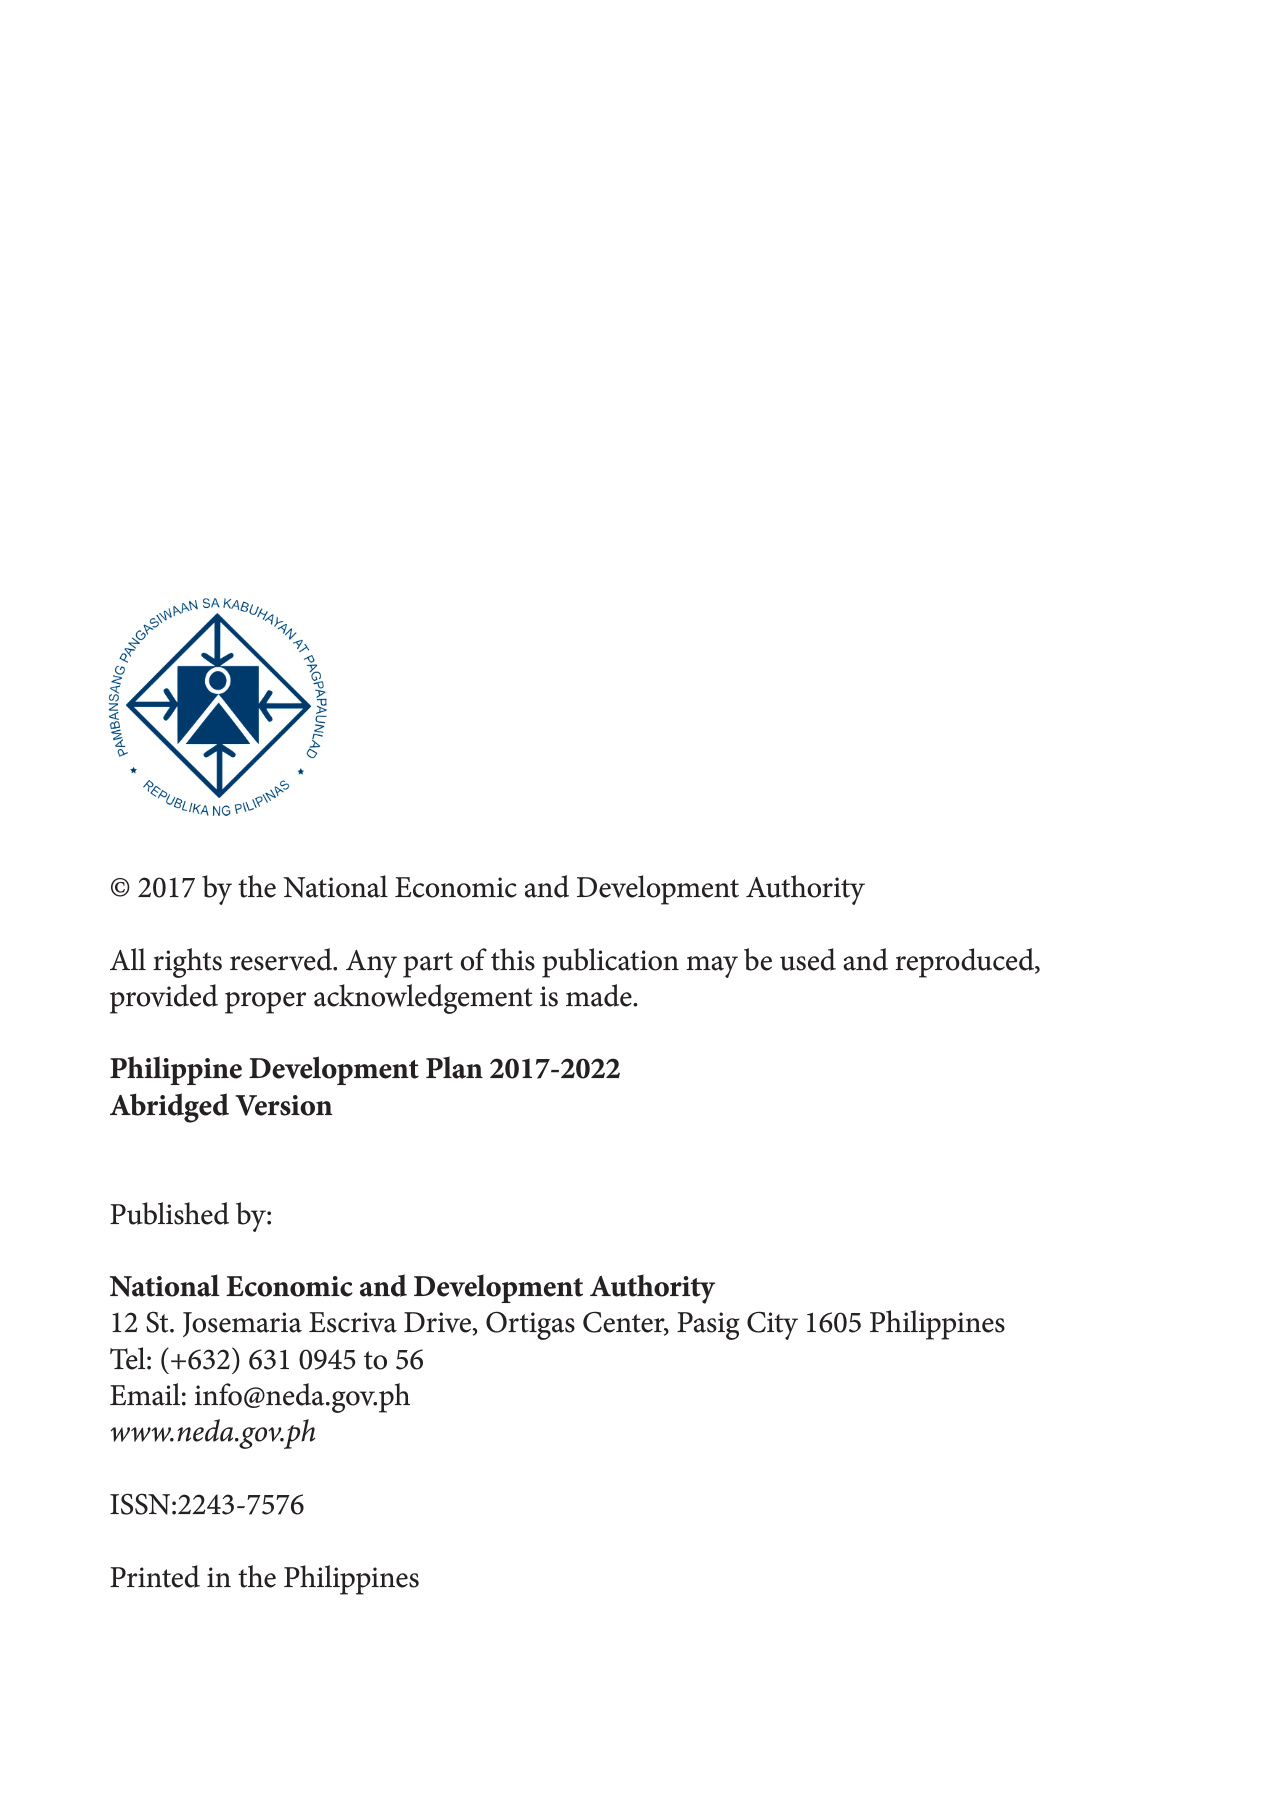 PAMBANSANG PANGASIWAAN SA KABUHAYAN AT PAGPAPAUNLAD
REPUBLIKA NG PILIPINAS
© 2017 by the National Economic and Development Authority
All rights reserved. Any part of this publication may be used and reproduced,
provided proper acknowledgement is made.
Philippine Development Plan 2017-2022
Abridged Version
Published by:
National Economic and Development Authority
12 St. Josemaria Escriva Drive, Ortigas Center, Pasig City 1605 Philippines
Tel: (+632) 631 0945 to 56
Email: info@neda.gov.ph
www.neda.gov.ph
ISSN:2243-7576
Printed in the Philippines